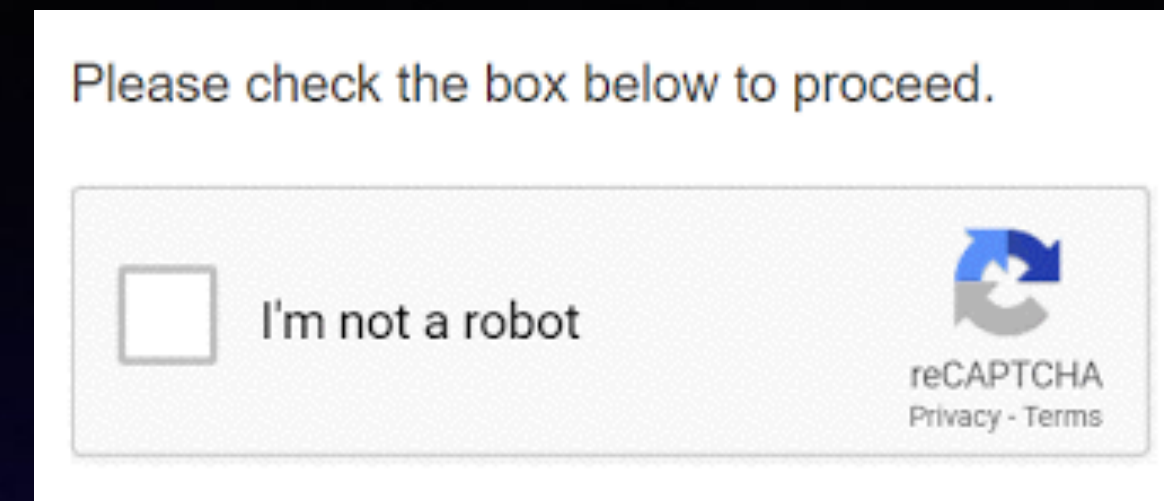 Please check the box below to proceed.
I'm not a robot
reCAPTCHA
Privacy - Terms